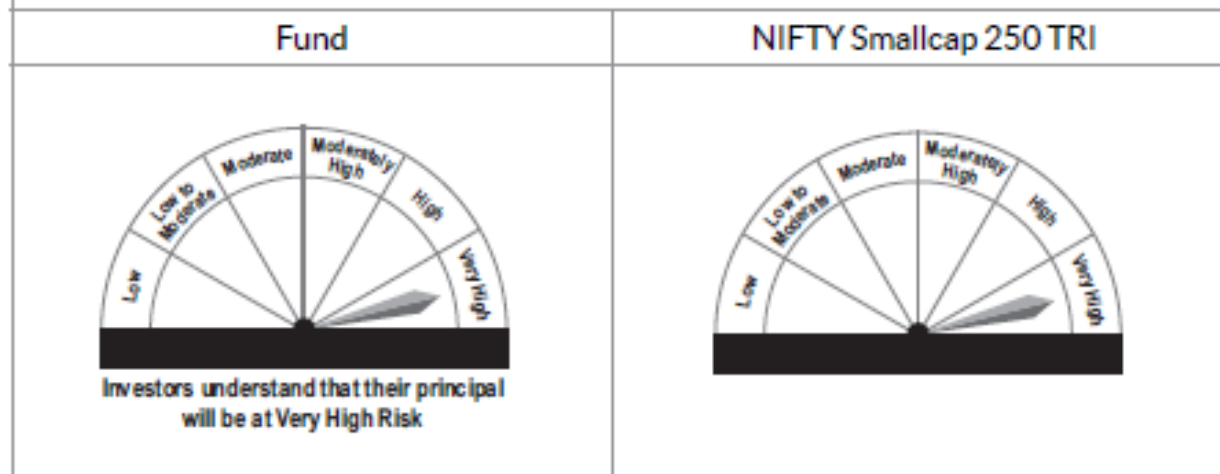 Fund
NIFTY Smallcap 250 TRI
Low
Low to
Moderate
Moderate
Moderately
High
High
Very High
Investors understand that their principal
will be at Very High Risk
Low
Low to
Moderate
Moderate
Moderately
High
High
Very High